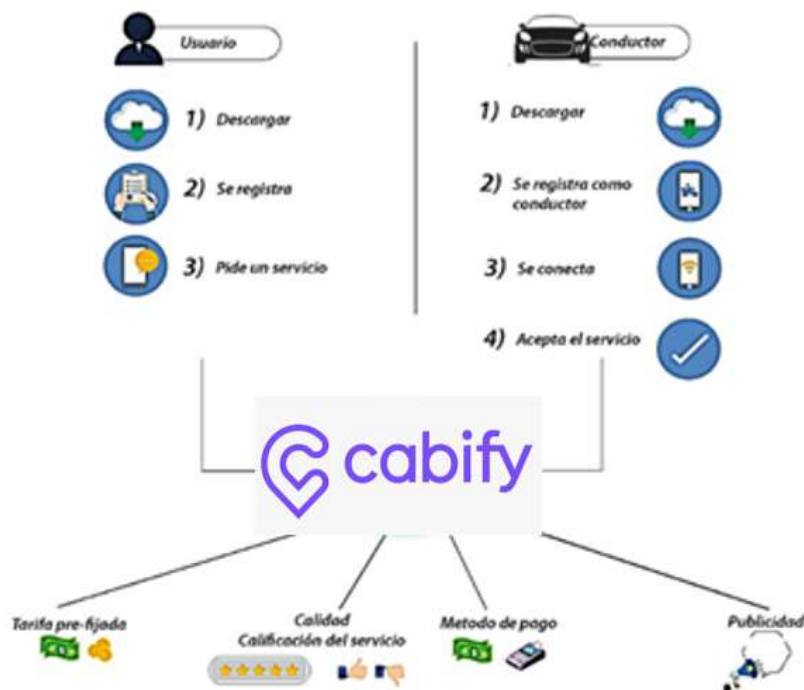 Usuario
1) Descargar
2) Se registra
3) Pide un servicio
Conductor
1) Descargar
2) Se registra como
conductor
3) Se conecta
4) Acepta el servicio
cabify
Tarifa pre-fijada
Calidad
Calificación del servicio
Metodo de pago
Publicidad